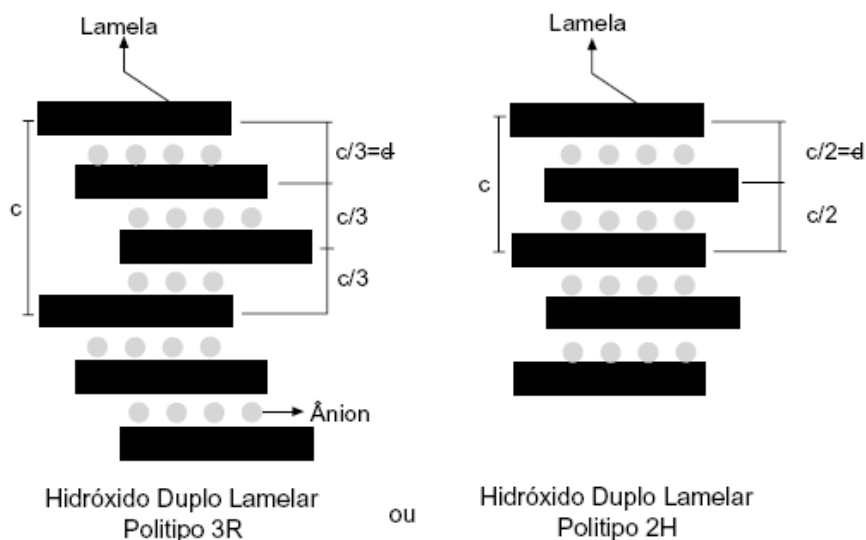 Lamela
c/3=d
c
c/3
c/3
Ânion
Hidróxido Duplo Lamelar
Politipo 3R
ou
Lamela
c/2=d
c
c/2
Hidróxido Duplo Lamelar
Politipo 2H